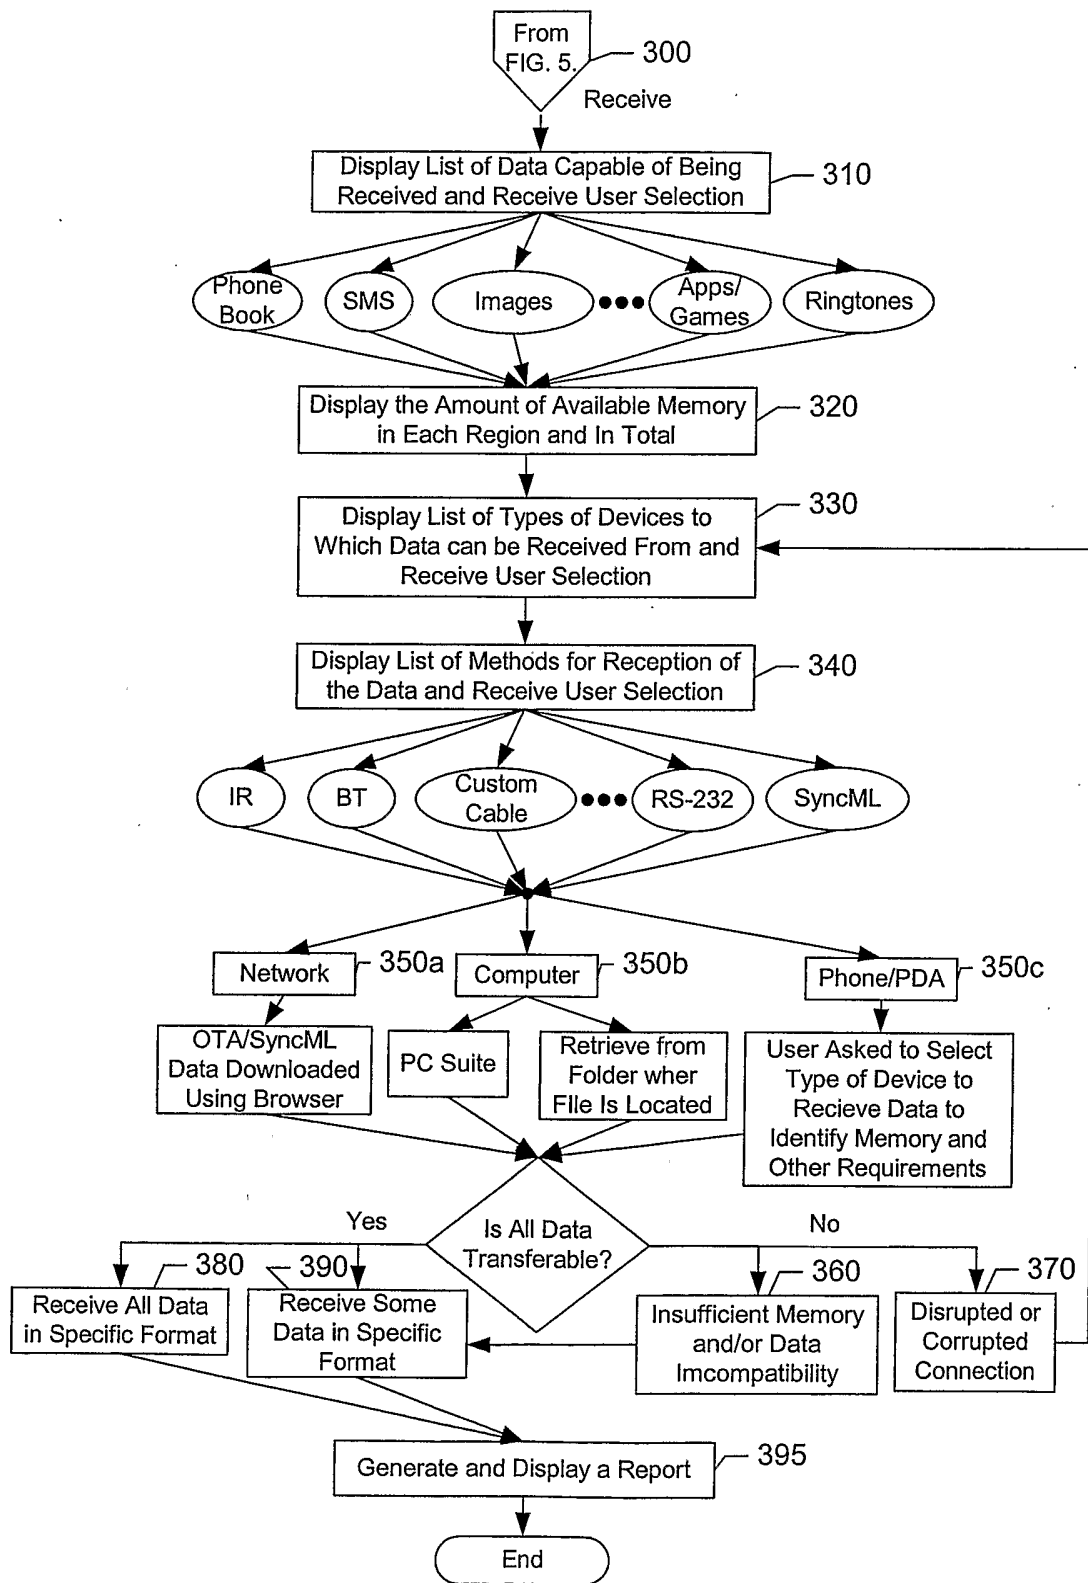 From
FIG. 5.
300
Receive
Display List of Data Capable of Being
Received and Receive User Selection
310
Phone
Book
SMS
Images
Apps/
Games
Ringtones
Display the Amount of Available Memory
in Each Region and In Total
320
330
Display List of Types of Devices to
Which Data can be Received From and
Receive User Selection
Display List of Methods for Reception of
the Data and Receive User Selection
340
IR
BT
Custom
Cable
RS-232
SyncML
Network
350a
Computer
350b
Phone/PDA
350c
OTA/SyncML
Data Downloaded
Using Browser
PC Suite
Retrieve from
Folder wher
File Is Located
User Asked to Select
Type of Device to
Recieve Data to
Identify Memory and
Other Requirements
Is All Data
Transferable?
Yes
No
380
Receive All Data
in Specific Format
390
Receive Some
Data in Specific
Format
360
Insufficient Memory
and/or Data
Imcompatibility
370
Disrupted or
Corrupted
Connection
Generate and Display a Report
395
End